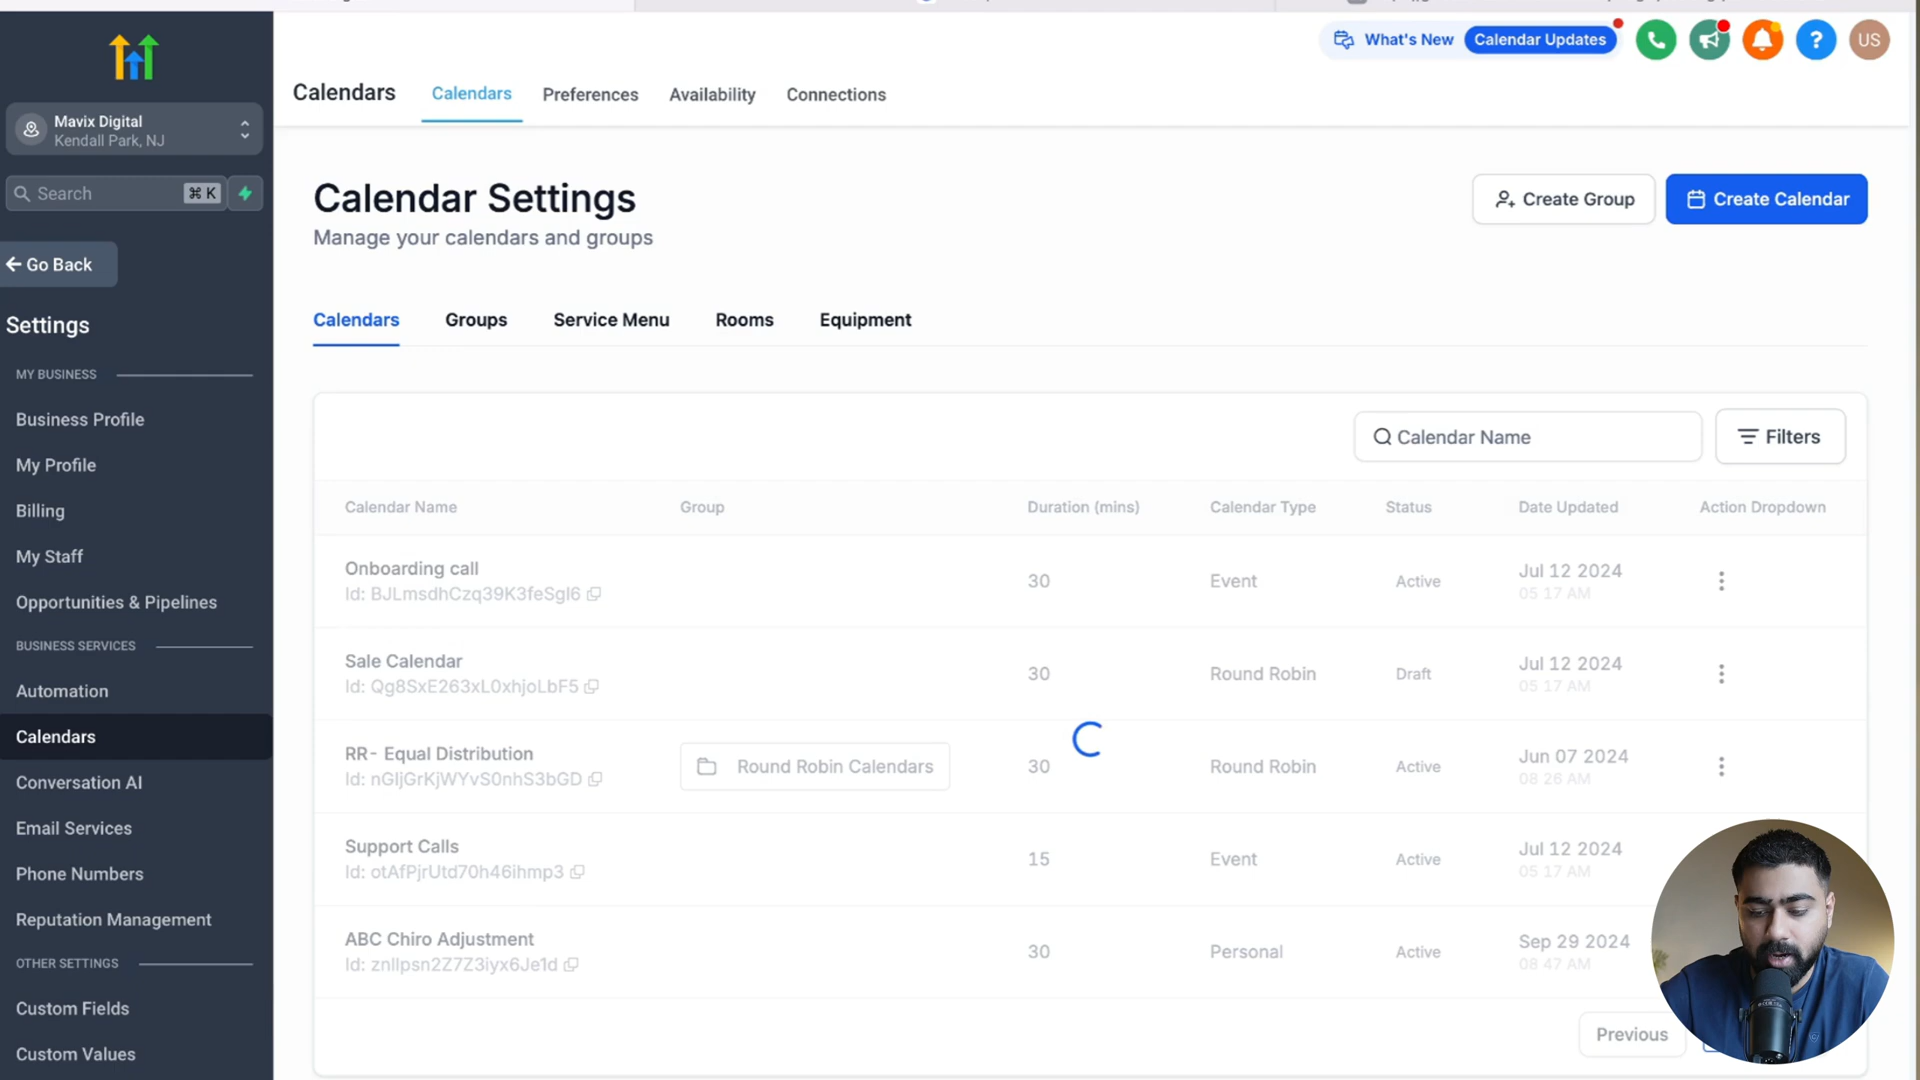 What's New
Calendar Updates
?
US
Mavix Digital
Kendall Park, NJ
Search
⌘ K
Go Back
Settings
MY BUSINESS
Business Profile
My Profile
Billing
My Staff
Opportunities & Pipelines
BUSINESS SERVICES
Automation
Calendars
Conversation AI
Email Services
Phone Numbers
Reputation Management
OTHER SETTINGS
Custom Fields
Custom Values
Calendars
Calendars
Preferences
Availability
Connections
Calendar Settings
Manage your calendars and groups
Create Group
Create Calendar
Calendars
Groups
Service Menu
Rooms
Equipment
Calendar Name
Filters
Calendar Name Group Duration (mins) Calendar Type Status Date Updated Action Dropdown
Onboarding call 30 Event Active Jul 12 2024
Id: BJLmsdhCzq39K3feSgl6 05 17 AM
Sale Calendar 30 Round Robin Draft Jul 12 2024
Id: Qg8SxE263xL0xhjoLbF5 05 17 AM
RR- Equal Distribution Round Robin Calendars 30 Round Robin Active Jun 07 2024
Id: nGljGrKjWYvS0nhS3bGD 08 26 AM
Support Calls 15 Event Active Jul 12 2024
Id: otAfPjrUtd70h46ihmp3 05 17 AM
ABC Chiro Adjustment 30 Personal Active Sep 29 2024
Id: znllpsn2Z7Z3iyx6Je1d 08 47 AM
Previous